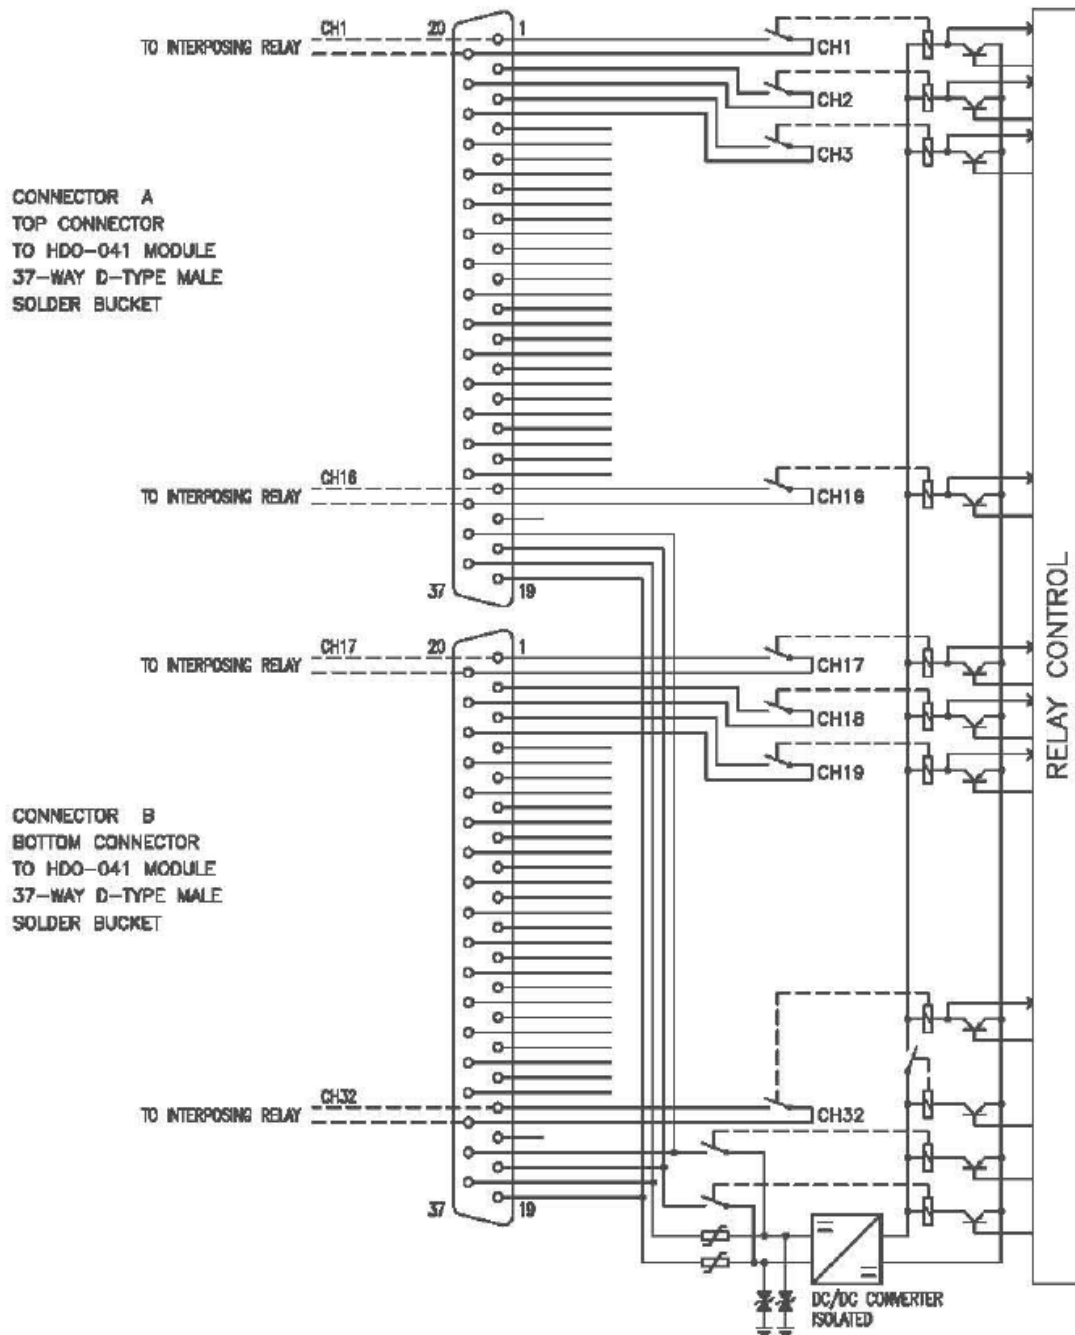 CH1
20
1
TO INTERPOSING RELAY
CH1
CH2
CH3
CONNECTOR A
TOP CONNECTOR
TO HDO-041 MODULE
37-WAY D-TYPE MALE
SOLDER BUCKET
CH16
TO INTERPOSING RELAY
CH16
37
19
RELAY CONTROL
CH17
20
1
TO INTERPOSING RELAY
CH17
CH18
CH19
CONNECTOR B
BOTTOM CONNECTOR
TO HDO-041 MODULE
37-WAY D-TYPE MALE
SOLDER BUCKET
CH32
TO INTERPOSING RELAY
CH32
37
19
DC/DC CONVERTER
ISOLATED